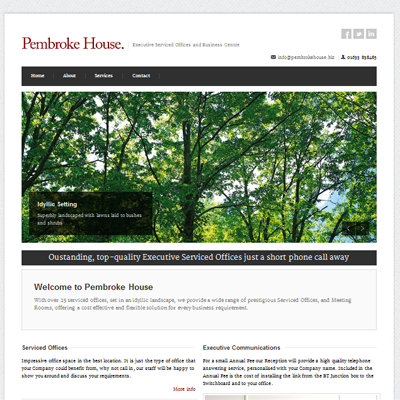 Pembroke House.
Executive Serviced Offices and Business Centre
info@pembrokehouse.biz
Home
About
Services
Contact
Idyllic Setting
Superbly landscaped with lawns laid to bushes
and shrubs
Oustanding, top-quality Executive Serviced Offices just a short phone call away
Welcome to Pembroke House
With over 25 serviced offices, set in an idyllic landscape, we provide a wide range of prestigious Serviced Offices, and Meeting
Rooms, offering a cost effective and flexible solution for every business requirement.
Serviced Offices
Impressive office space in the best location. It is just the type of office that
your Company could benefit from, why not call in, our staff will be happy to
show you around and discuss your requirements.
More info
Executive Communications
For a small Annual Fee our Reception will provide a high quality telephone
answering service, personalised with your Company name. Included in the
Annual Fee is the cost of installing the link from the BT Junction box to the
Switchboard and to your office.